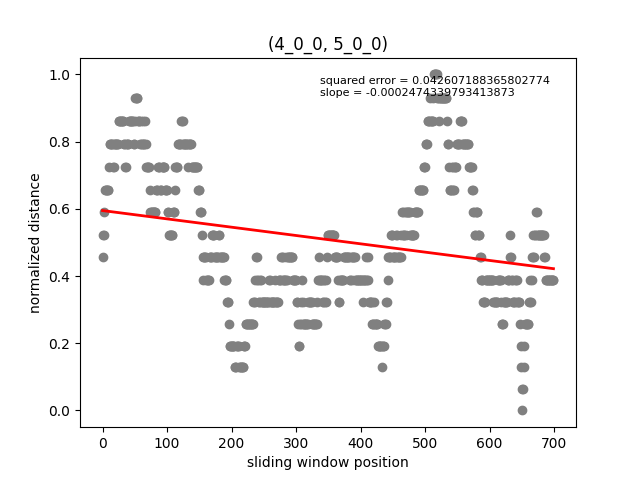 (4_0_0, 5_0_0)
squared error = 0.042607188365802774
slope = -0.0002474339793413873
normalized distance
1.0
0.8
0.6
0.4
0.2
0.0
0 100 200 300 400 500 600 700
sliding window position